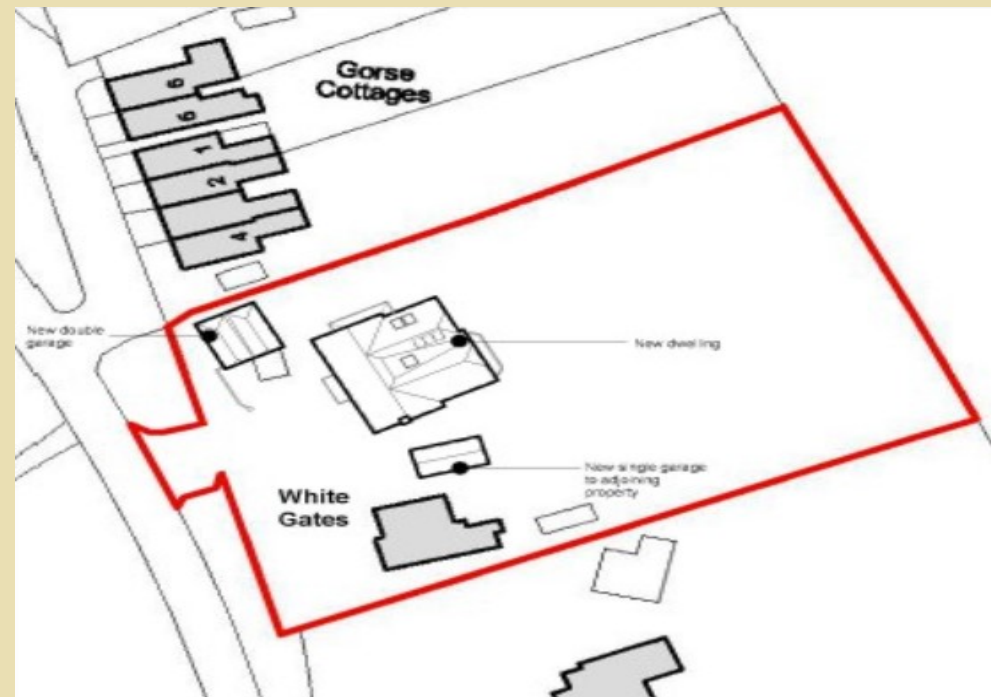 Gorse
Cottages
6
6
1
2
4
New double
garage
New dwelling
New single garage
to adjoining
property
White
Gates